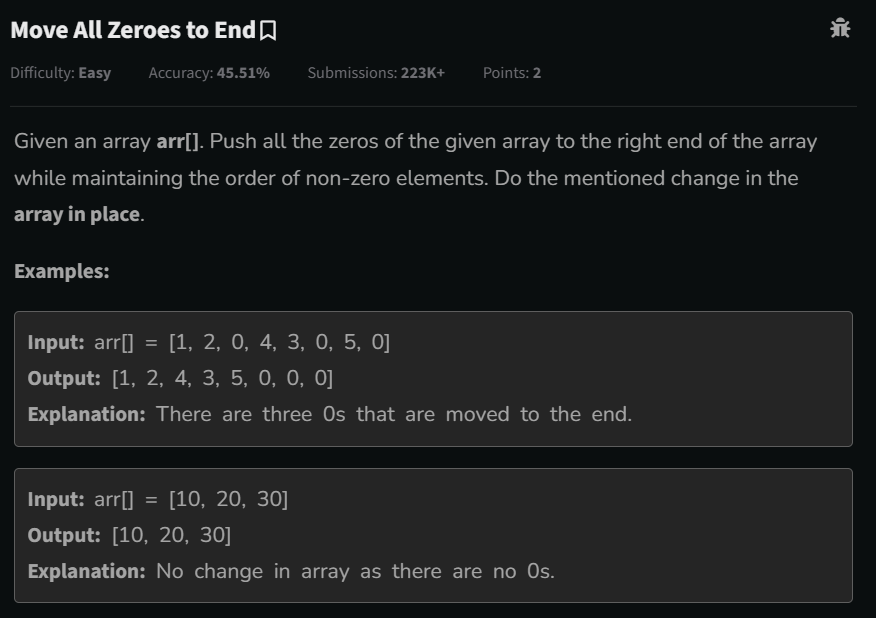 Move All Zeroes to End
Difficulty: Easy Accuracy: 45.51% Submissions: 223K+ Points: 2
Given an array arr[]. Push all the zeros of the given array to the right end of the array
while maintaining the order of non-zero elements. Do the mentioned change in the
array in place.
Examples:
Input: arr[] = [1, 2, 0, 4, 3, 0, 5, 0]
Output: [1, 2, 4, 3, 5, 0, 0, 0]
Explanation: There are three 0s that are moved to the end.
Input: arr[] = [10, 20, 30]
Output: [10, 20, 30]
Explanation: No change in array as there are no 0s.